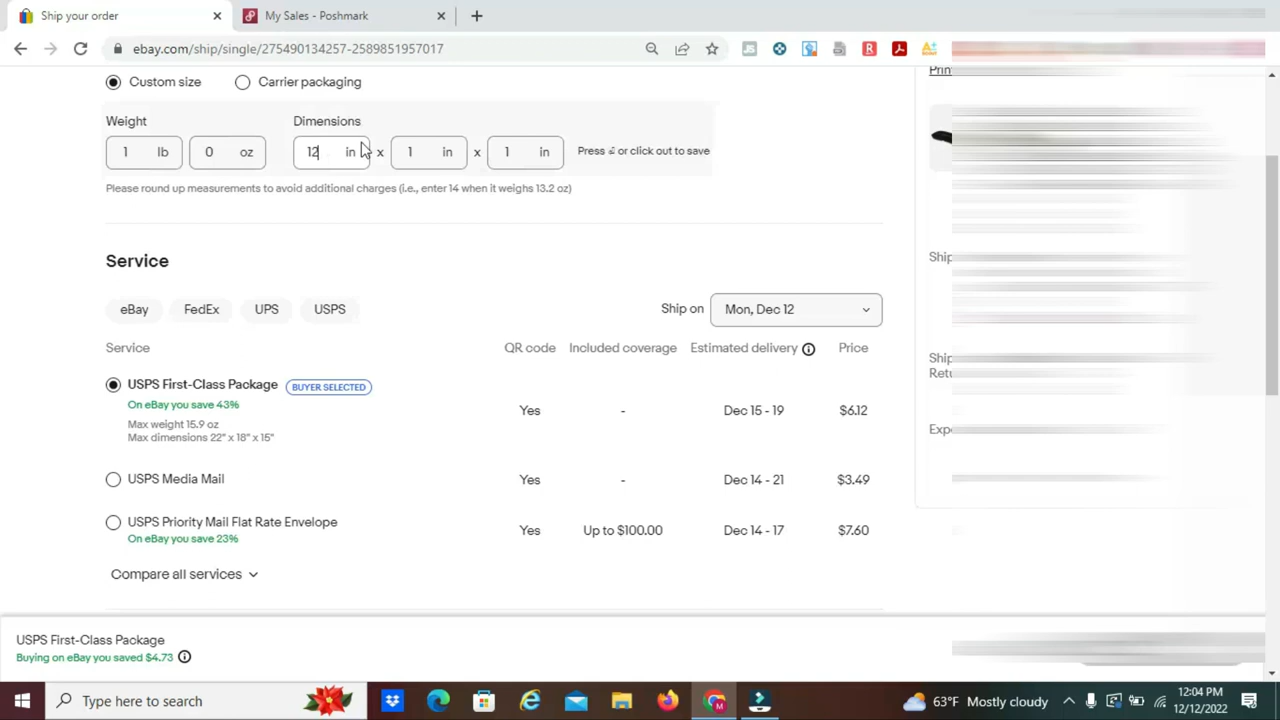 Ship your order
My Sales - Poshmark
ebay.com/ship/single/275490134257-2589851957017
Custom size
Carrier packaging
Print
Weight
Dimensions
1 lb 0 oz 12 in x 1 in x 1 in Press ⏎ or click out to save
Please round up measurements to avoid additional charges (i.e., enter 14 when it weighs 13.2 oz)
Service
Ship
eBay FedEx UPS USPS Ship on Mon, Dec 12
Service QR code Included coverage Estimated delivery Price
Ship
Retu
USPS First-Class Package BUYER SELECTED
On eBay you save 43%
Yes - Dec 15 - 19 $6.12
Max weight 15.9 oz
Max dimensions 22" x 18" x 15"
Expe
USPS Media Mail Yes - Dec 14 - 21 $3.49
USPS Priority Mail Flat Rate Envelope
On eBay you save 23%
Yes Up to $100.00 Dec 14 - 17 $7.60
Compare all services
USPS First-Class Package
Buying on eBay you saved $4.73
Type here to search
63°F Mostly cloudy
12:04 PM
12/12/2022